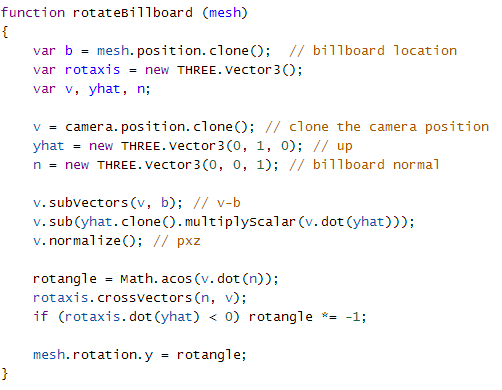 function rotateBillboard (mesh)
{
    var b = mesh.position.clone();  // billboard location
    var rotaxis = new THREE.Vector3();
    var v, yhat, n;

    v = camera.position.clone(); // clone the camera position
    yhat = new THREE.Vector3(0, 1, 0); // up
    n = new THREE.Vector3(0, 0, 1); // billboard normal

    v.subVectors(v, b); // v-b
    v.sub(yhat.clone().multiplyScalar(v.dot(yhat)));
    v.normalize(); // pxz

    rotangle = Math.acos(v.dot(n));
    rotaxis.crossVectors(n, v);
    if (rotaxis.dot(yhat) < 0) rotangle *= -1;

    mesh.rotation.y = rotangle;
}